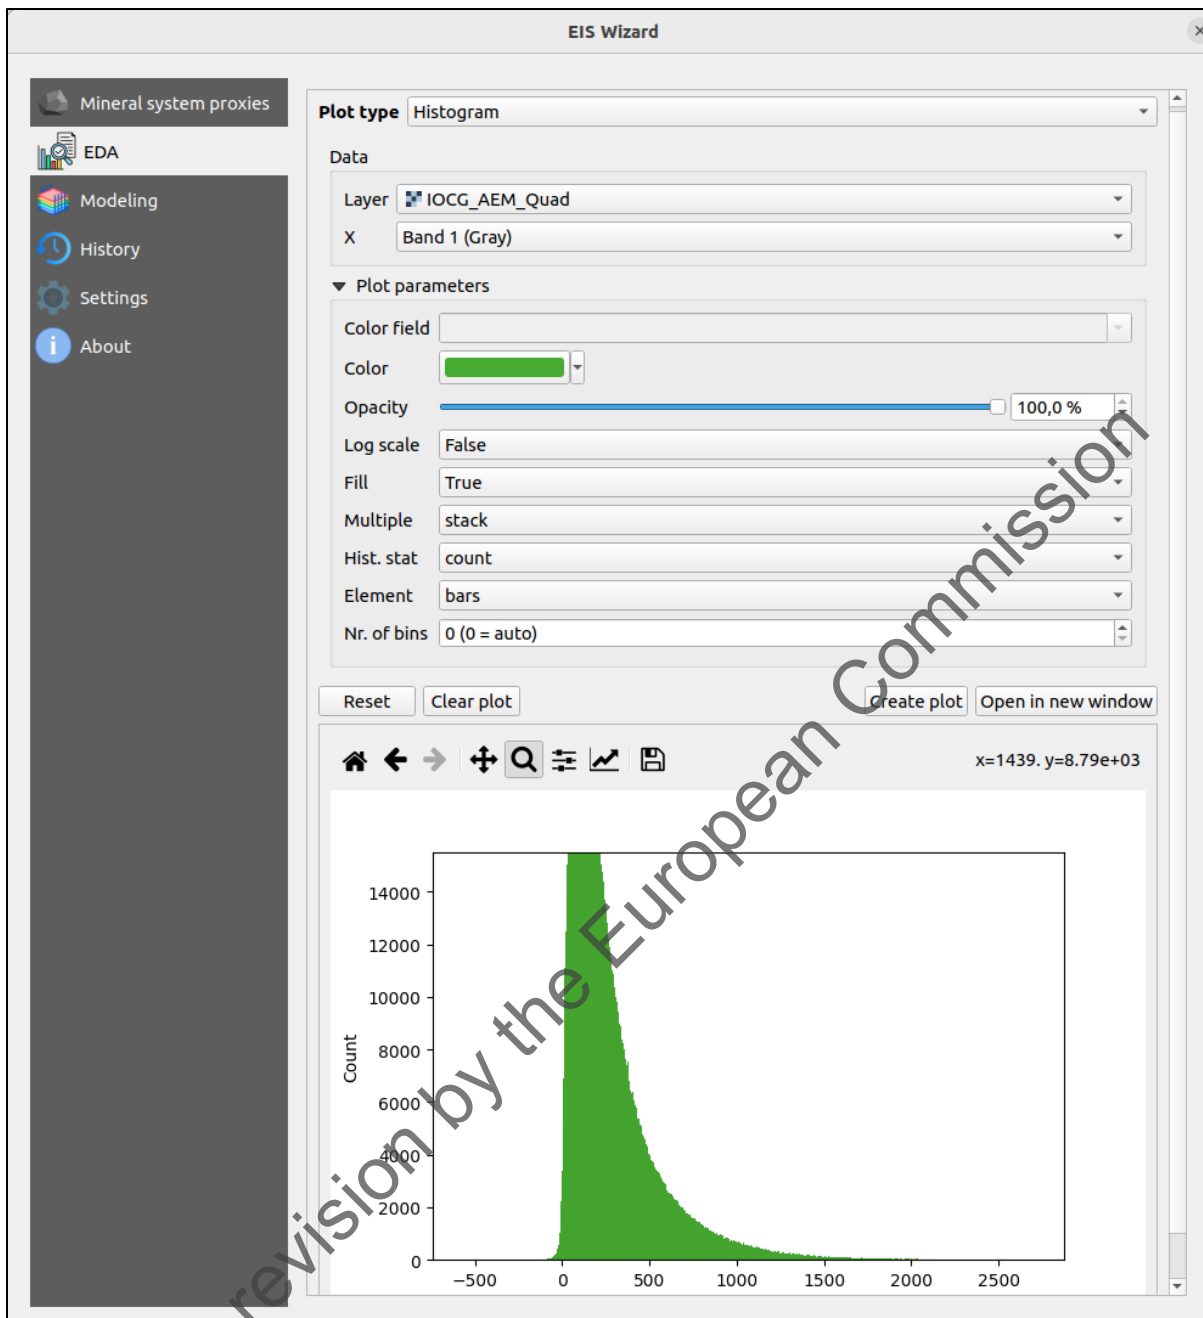 EIS Wizard
Mineral system proxies
EDA
Modeling
History
Settings
About
Plot type Histogram
Data
Layer IOCG_AEM_Quad
X Band 1 (Gray)
Plot parameters
Color field
Color
Opacity 100,0 %
Log scale False
Fill True
Multiple stack
Hist. stat count
Element bars
Nr. of bins 0 (0 = auto)
Reset Clear plot Create plot Open in new window
x=1439. y=8.79e+03
Count
14000
12000
10000
8000
6000
4000
2000
0
−500 0 500 1000 1500 2000 2500
revision by the European Commission